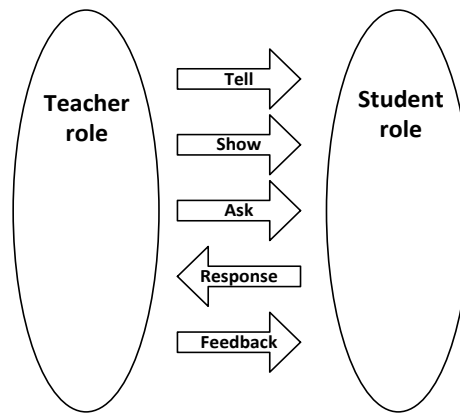 Teacher
role
Tell
Show
Ask
Response
Feedback
Student
role